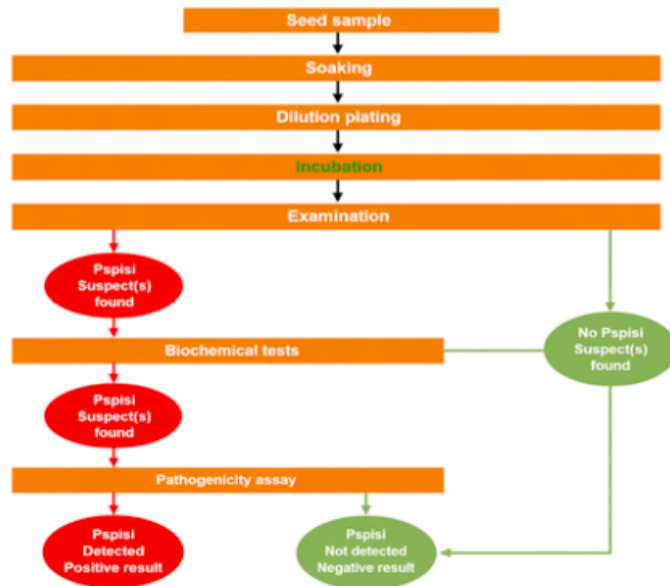 Seed sample
Soaking
Dilution plating
Incubation
Examination
Pspisi
Suspect(s)
found
No Pspisi
Suspect(s)
found
Biochemical tests
Pspisi
Suspect(s)
found
Pathogenicity assay
Pspisi
Detected
Positive result
Pspisi
Not detected
Negative result